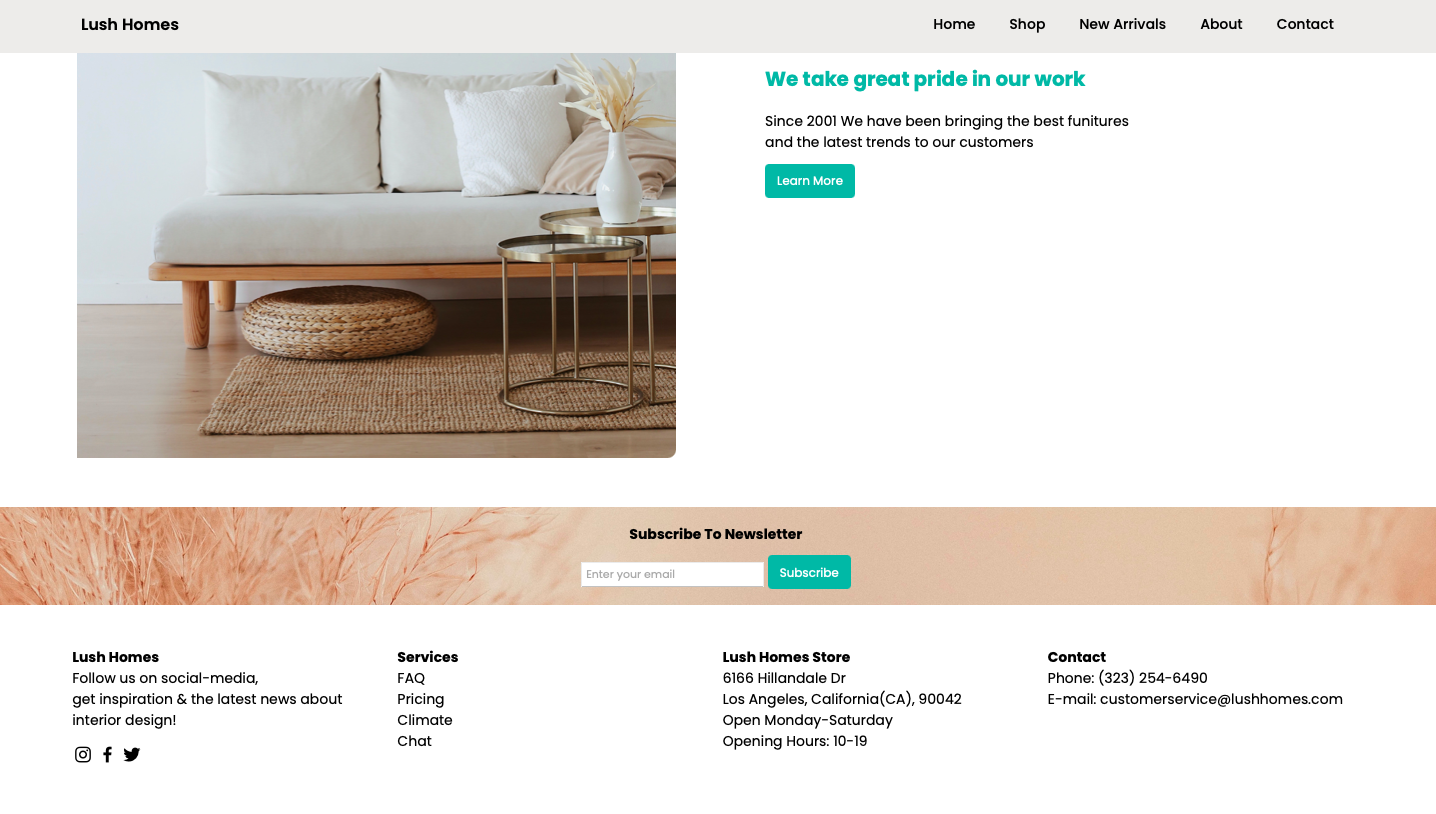 Lush Homes
Home Shop New Arrivals About Contact
We take great pride in our work
Since 2001 We have been bringing the best funitures
and the latest trends to our customers
Learn More
Subscribe To Newsletter
Enter your email
Subscribe
Lush Homes
Follow us on social-media,
get inspiration & the latest news about
interior design!
Services
FAQ
Pricing
Climate
Chat
Lush Homes Store
6166 Hillandale Dr
Los Angeles, California(CA), 90042
Open Monday-Saturday
Opening Hours: 10-19
Contact
Phone: (323) 254-6490
E-mail: customerservice@lushhomes.com